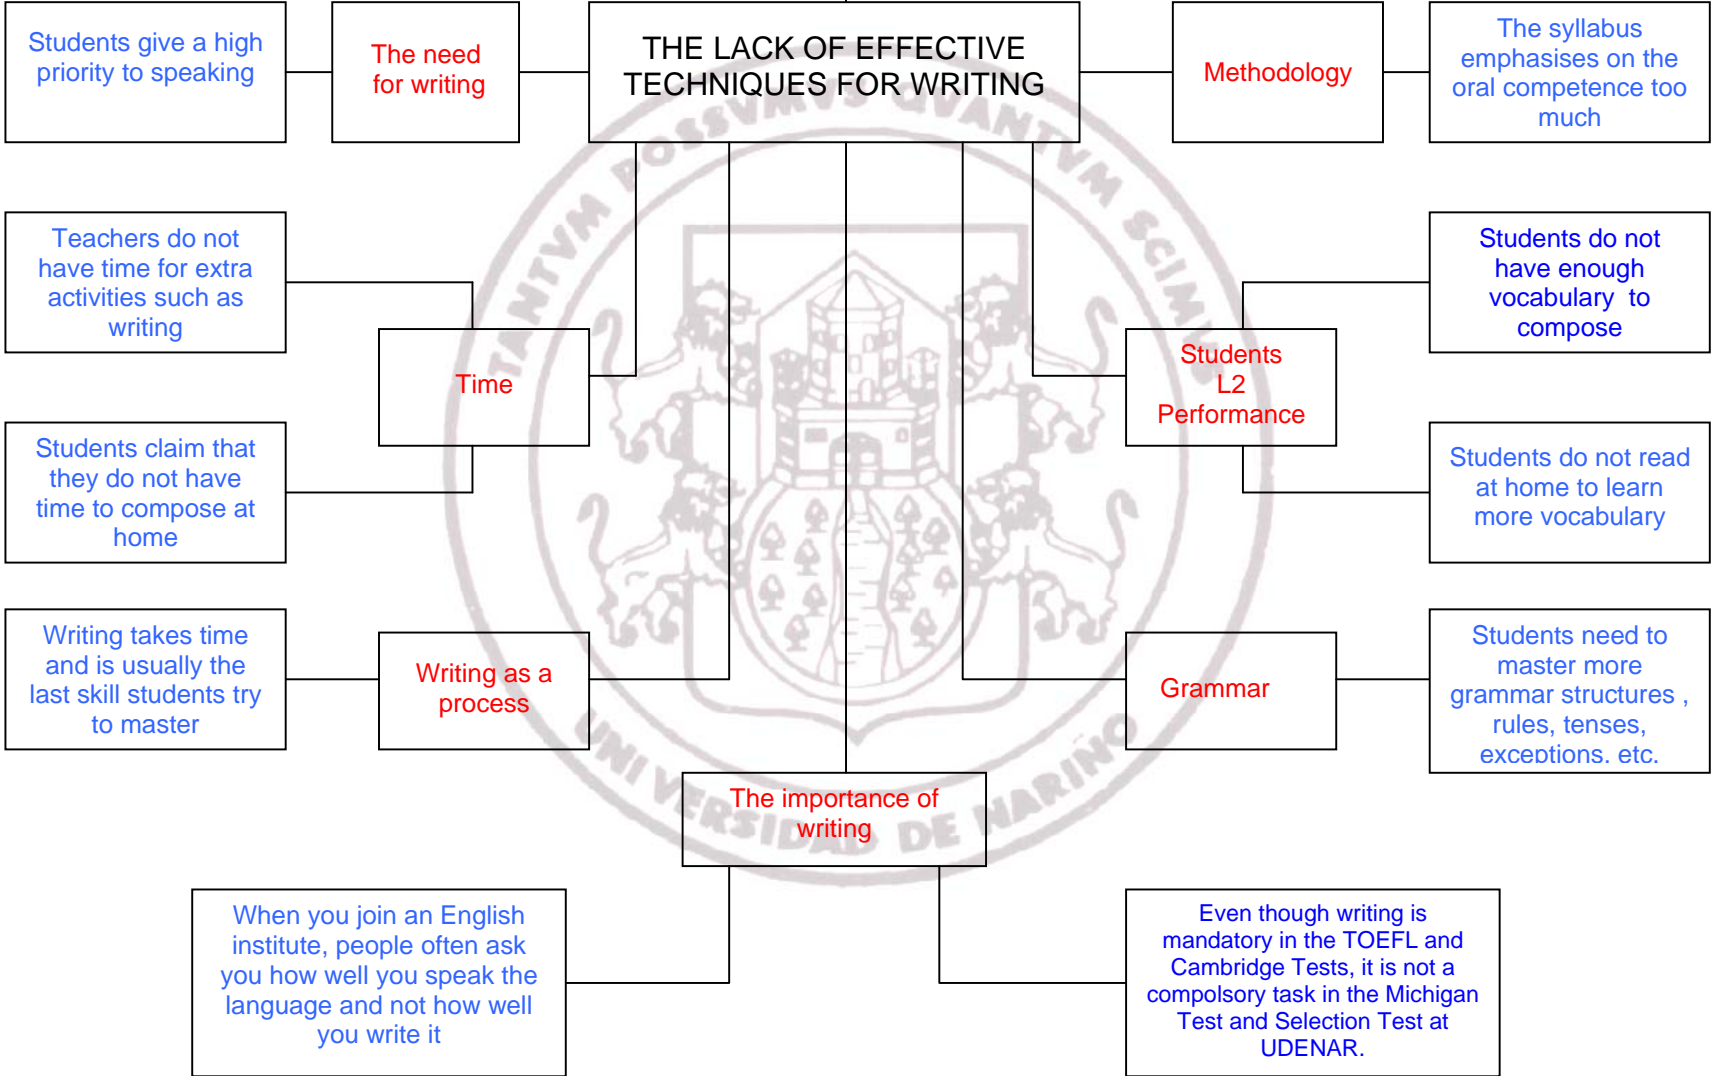 Students give a high
priority to speaking
The need
for writing
THE LACK OF EFFECTIVE
TECHNIQUES FOR WRITING
Methodology
The syllabus
emphasises on the
oral competence too
much
Teachers do not
have time for extra
activities such as
writing
Time
Students claim that
they do not have
time to compose at
home
Students do not
have enough
vocabulary to
compose
Students
L2
Performance
Students do not read
at home to learn
more vocabulary
Writing takes time
and is usually the
last skill students try
to master
Writing as a
process
Grammar
Students need to
master more
grammar structures ,
rules, tenses,
exceptions, etc.
The importance of
writing
When you join an English
institute, people often ask
you how well you speak the
language and not how well
you write it
Even though writing is
mandatory in the TOEFL and
Cambridge Tests, it is not a
compolsory task in the Michigan
Test and Selection Test at
UDENAR.
TANTVM POSSVMVS QVANTVM SCIMVS
UNIVERSIDAD DE NARIÑO